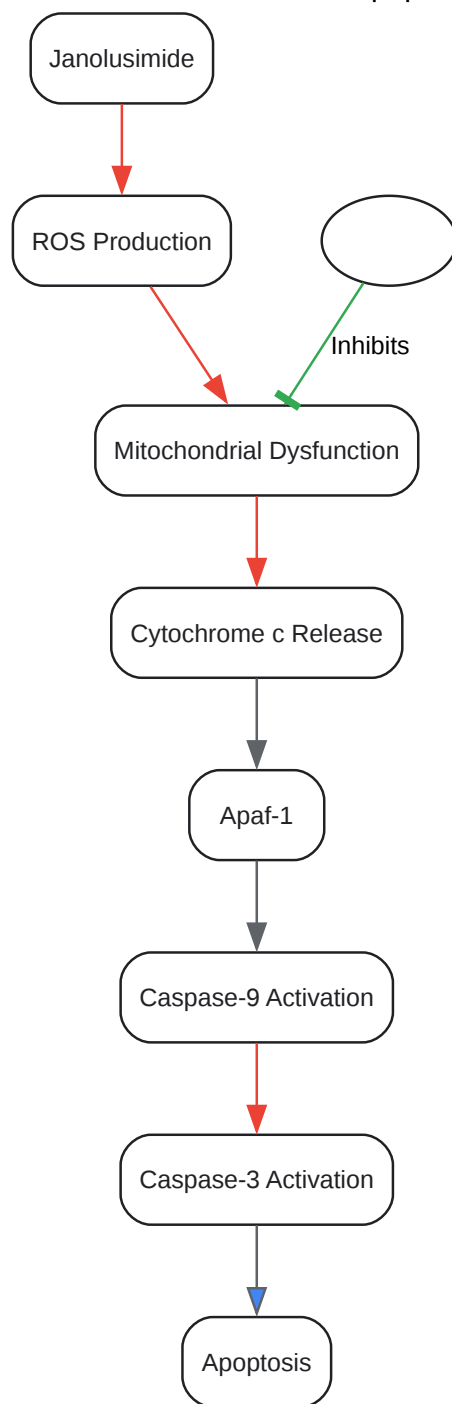 Janolusimide
ROS Production
Inhibits
Mitochondrial Dysfunction
Cytochrome c Release
Apaf-1
Caspase-9 Activation
Caspase-3 Activation
Apoptosis